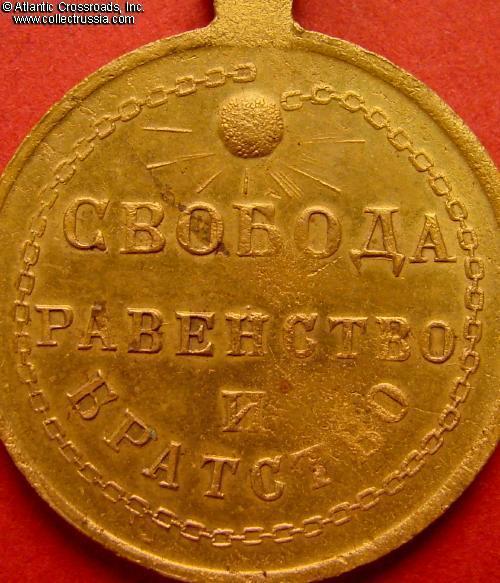 © Atlantic Crossroads, Inc.
www.collectrussia.com
СВОБОДА
РАВЕНСТВО
И
БРАТСТВО